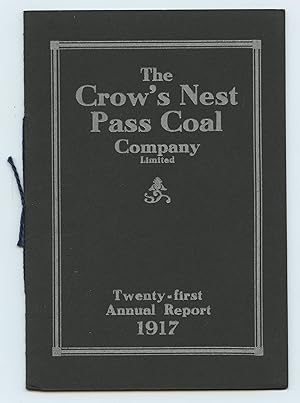 The
Crow's Nest
Pass Coal
Company
Limited
Twenty-first
Annual Report
1917